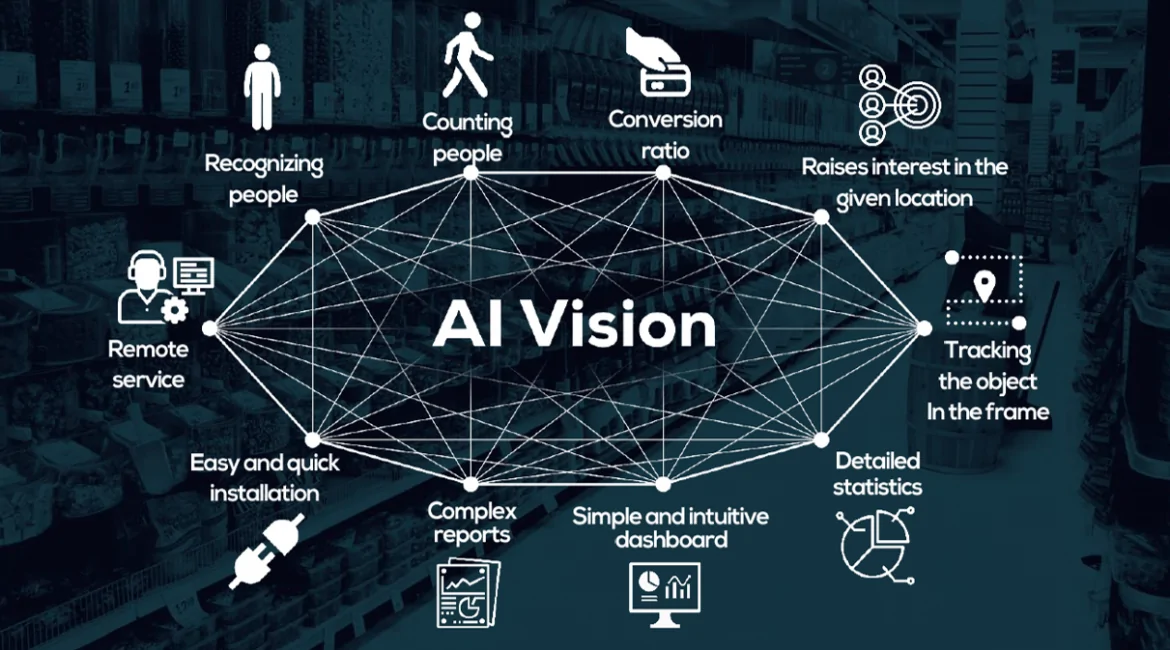 Counting
people
Conversion
ratio
Recognizing
people
Raises interest in the
given location
AI Vision
Remote
service
Tracking
the object
In the frame
Easy and quick
installation
Detailed
statistics
Complex
reports
Simple and intuitive
dashboard